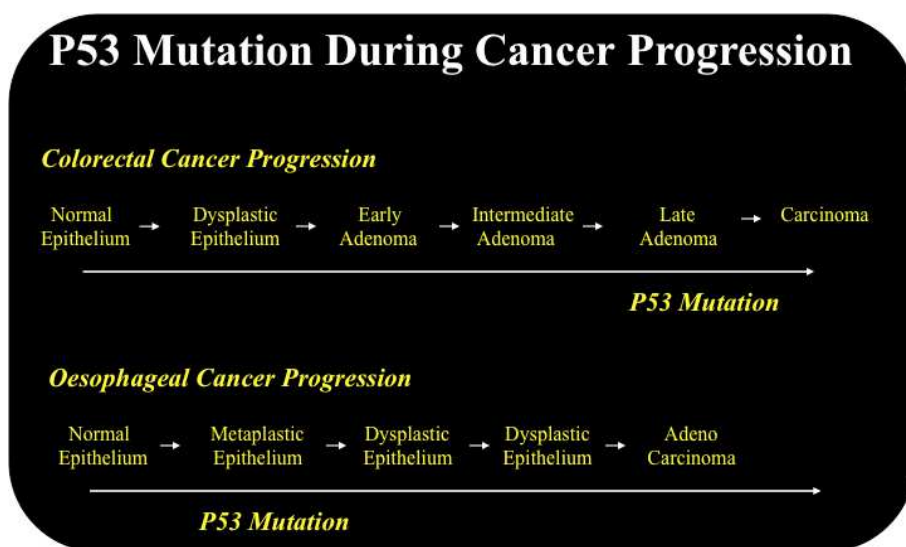 P53 Mutation During Cancer Progression
Colorectal Cancer Progression
Normal Dysplastic Early Intermediate Late Carcinoma
Epithelium Epithelium Adenoma Adenoma Adenoma
P53 Mutation
Oesophageal Cancer Progression
Normal Metaplastic Dysplastic Dysplastic Adeno
Epithelium Epithelium Epithelium Epithelium Carcinoma
P53 Mutation